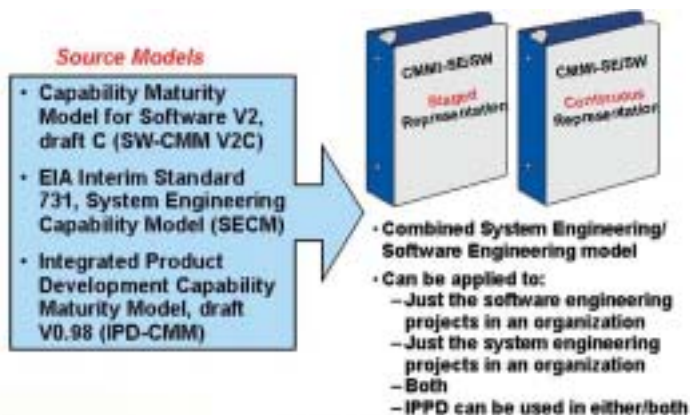 Source Models
• Capability Maturity
Model for Software V2,
draft C (SW-CMM V2C)
• EIA Interim Standard
731, System Engineering
Capability Model (SECM)
• Integrated Product
Development Capability
Maturity Model, draft
V0.98 (IPD-CMM)
CMMI-SE/SW
Staged
Representation
CMMI-SE/SW
Continuous
Representation
• Combined System Engineering/
Software Engineering model
• Can be applied to:
– Just the software engineering
projects in an organization
– Just the system engineering
projects in an organization
– Both
– IPPD can be used in either/both